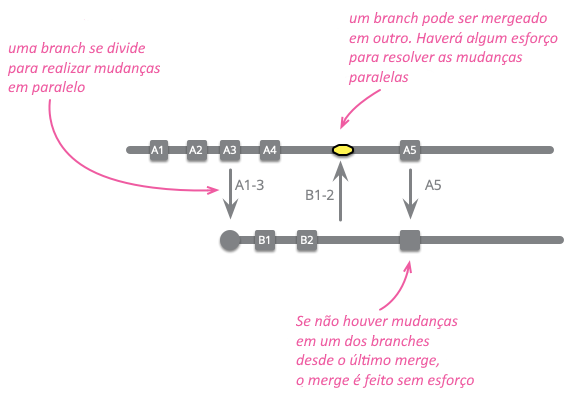 um branch pode ser mergeado
em outro. Haverá algum esforço
para resolver as mudanças
paralelas
uma branch se divide
para realizar mudanças
em paralelo
A1 A2 A3 A4 A5
A1-3 B1-2 A5
B1 B2
Se não houver mudanças
em um dos branches
desde o último merge,
o merge é feito sem esforço